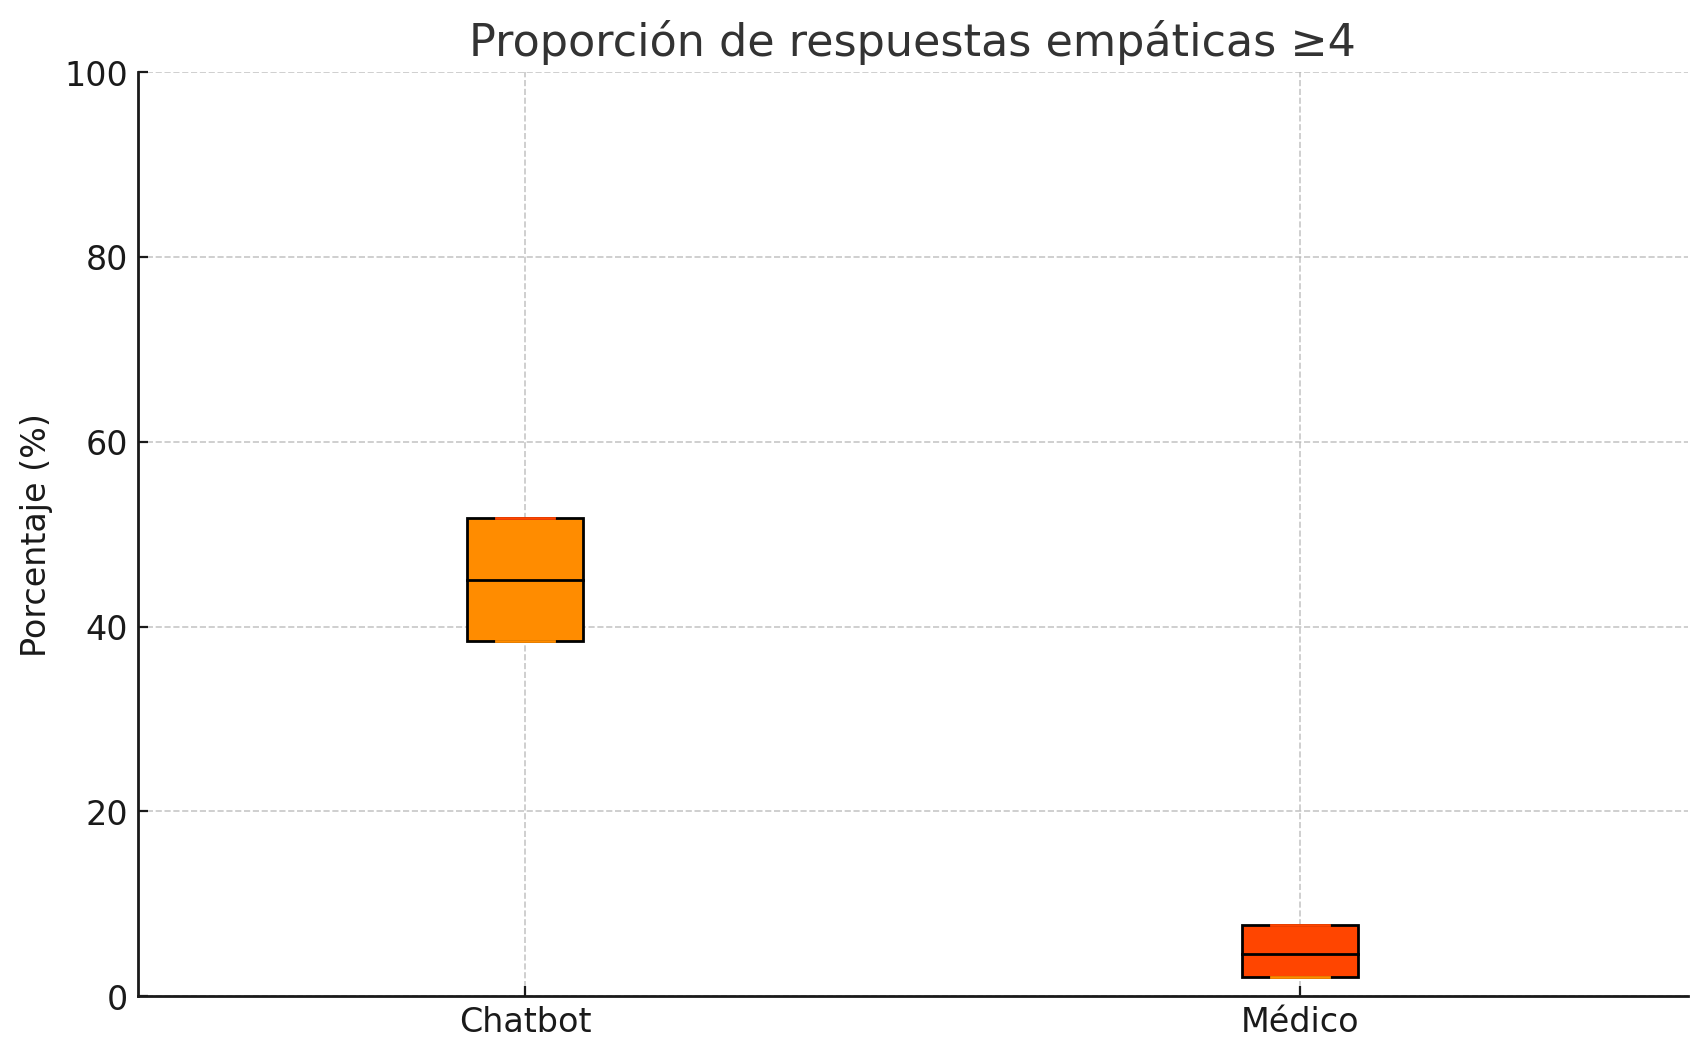 Proporción de respuestas empáticas ≥4
Porcentaje (%)
100
80
60
40
20
0
Chatbot
Médico